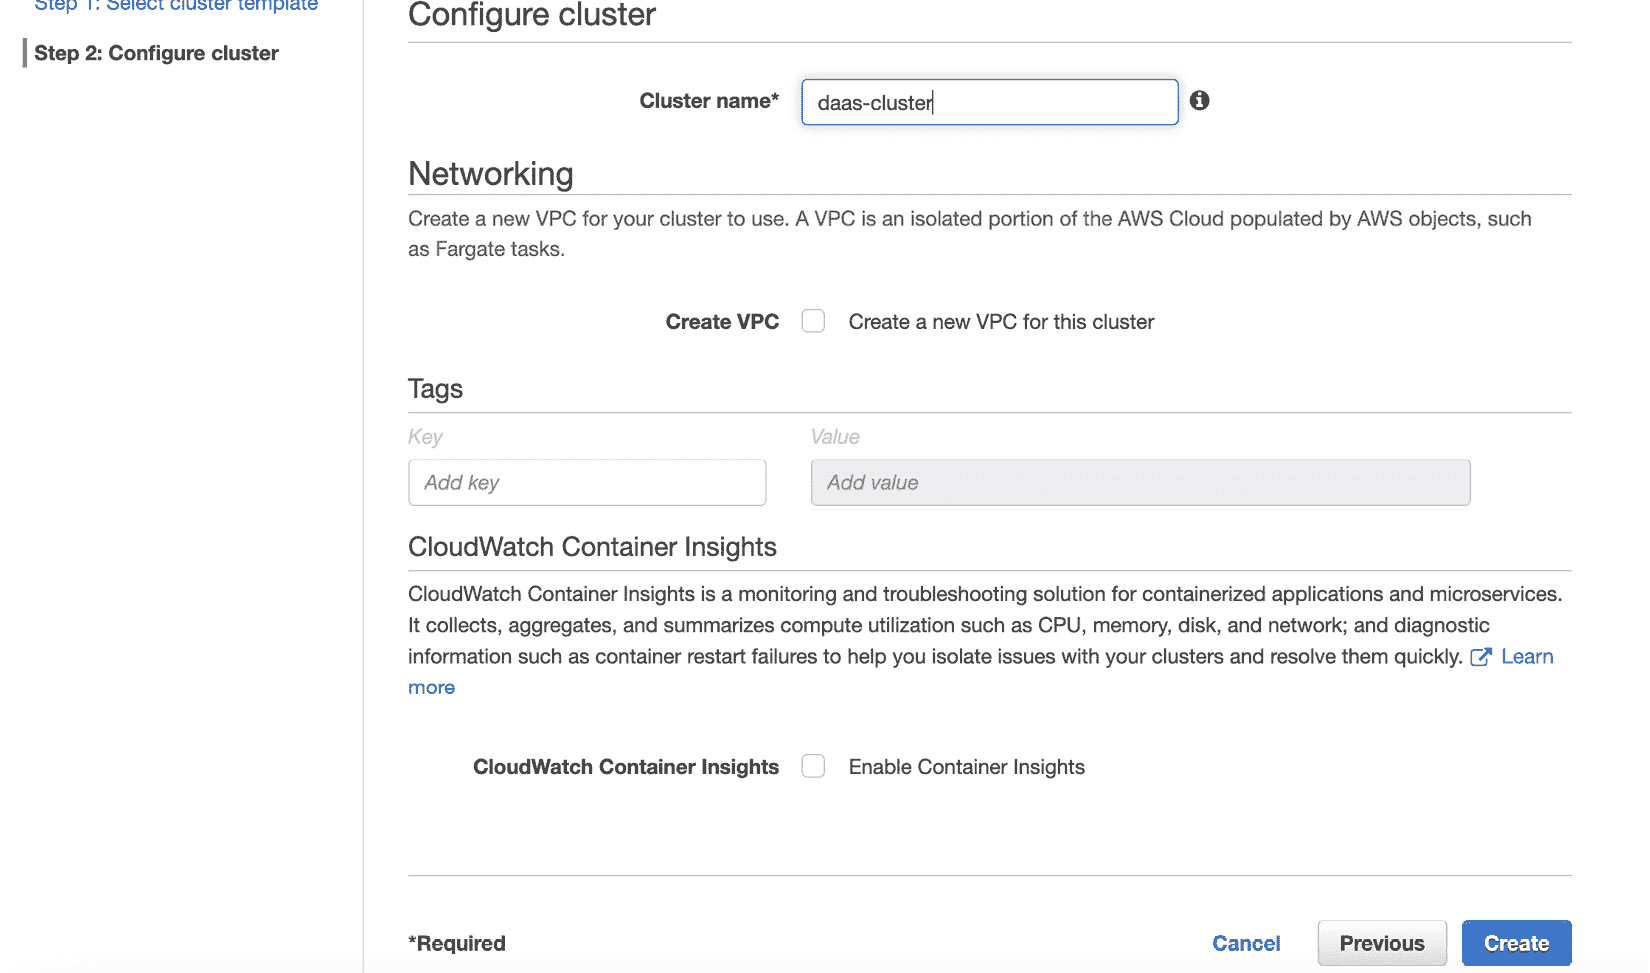 Step 1: Select cluster template
Step 2: Configure cluster
Configure cluster
Cluster name* daas-cluster
Networking
Create a new VPC for your cluster to use. A VPC is an isolated portion of the AWS Cloud populated by AWS objects, such
as Fargate tasks.
Create VPC Create a new VPC for this cluster
Tags
Key Value
Add key Add value
CloudWatch Container Insights
CloudWatch Container Insights is a monitoring and troubleshooting solution for containerized applications and microservices.
It collects, aggregates, and summarizes compute utilization such as CPU, memory, disk, and network; and diagnostic
information such as container restart failures to help you isolate issues with your clusters and resolve them quickly. Learn
more
CloudWatch Container Insights Enable Container Insights
*Required Cancel Previous Create